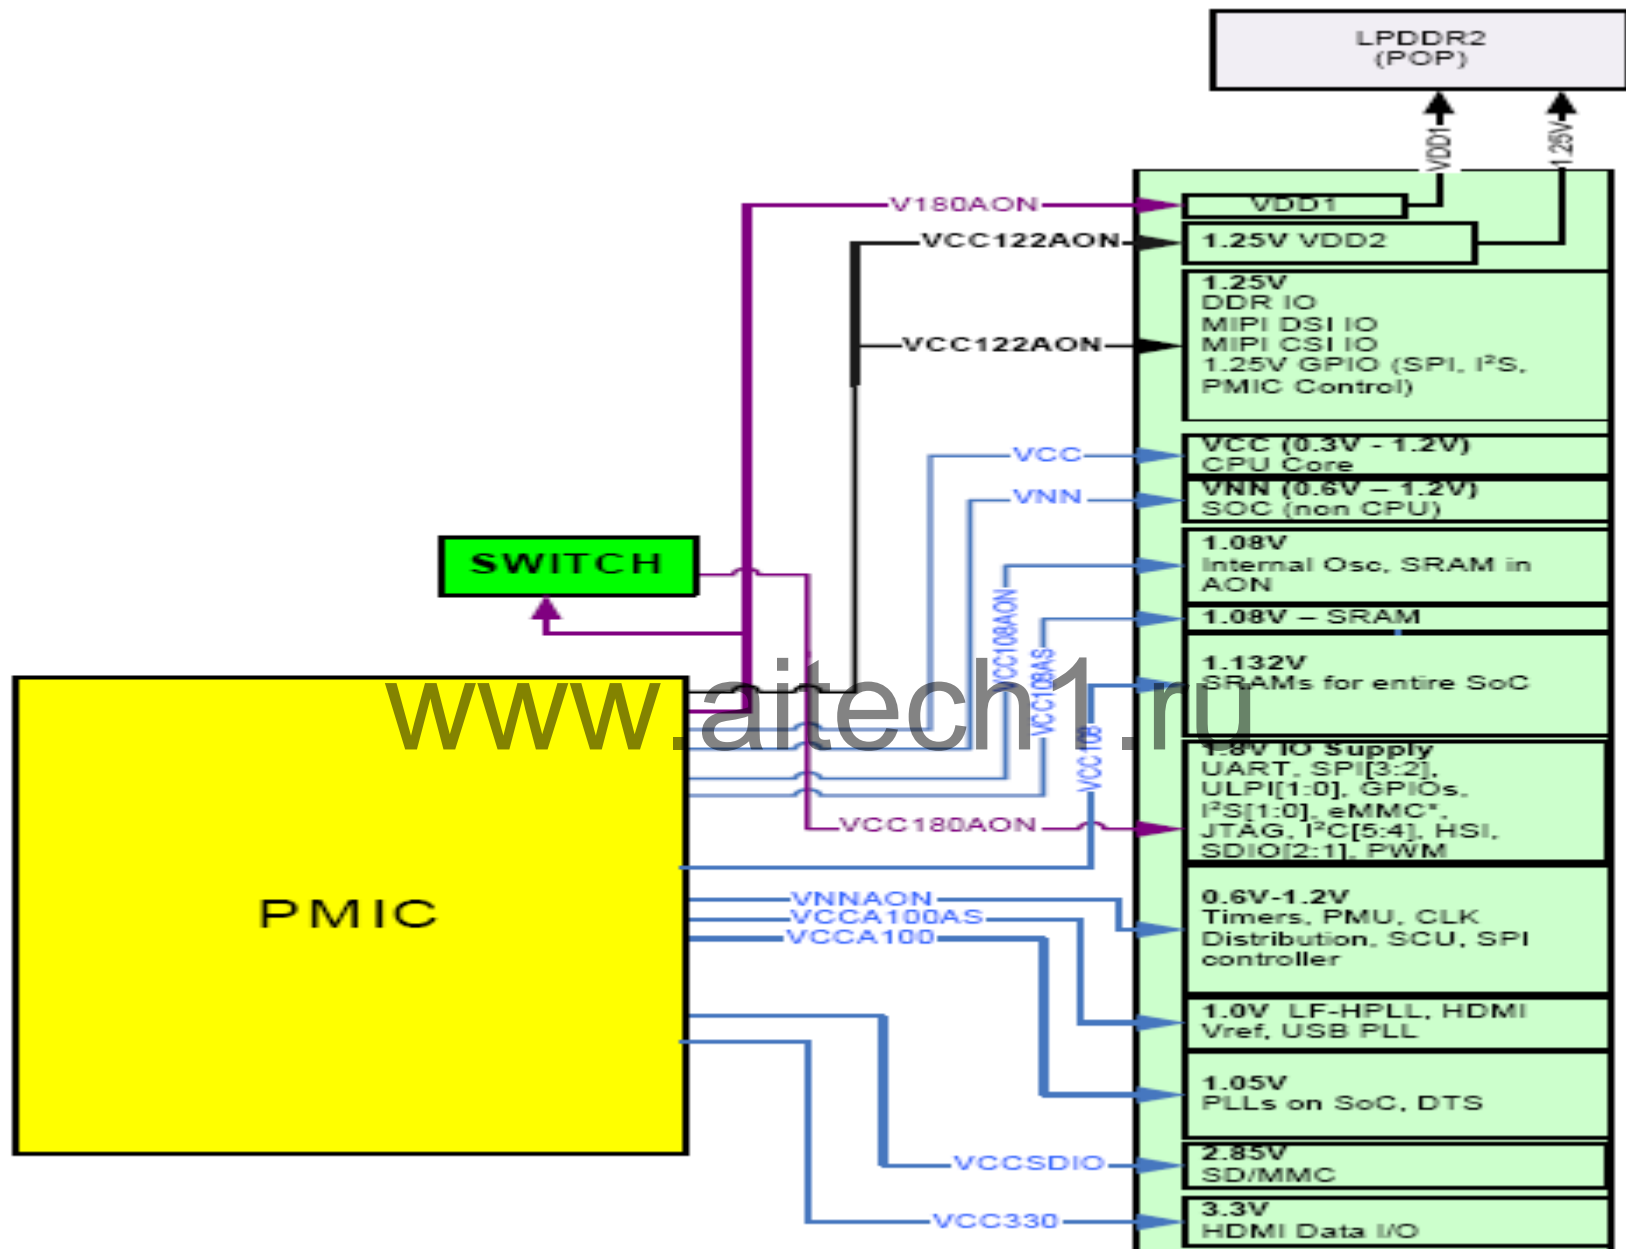 LPDDR2
(POP)
VDD1
1.25V
V180AON
VDD1
VCC122AON
1.25V VDD2
1.25V
DDR IO
MIPI DSI IO
MIPI CSI IO
1.25V GPIO (SPI, I²S,
PMIC Control)
VCC122AON
VCC
VCC (0.3V - 1.2V)
CPU Core
VNN
VNN (0.6V – 1.2V)
SOC (non CPU)
SWITCH
1.08V
Internal Osc, SRAM in
AON
VCC108AON
1.08V – SRAM
VCC108AS
1.132V
SRAMs for entire SoC
www.aitech1.ru
VCC108
1.8V IO Supply
UART, SPI[3:2],
ULPI[1:0], GPIOs,
I²S[1:0], eMMC*,
JTAG, I²C[5:4], HSI,
SDIO[2:1], PWM
VCC180AON
PMIC
VNNAON
VCCA100AS
VCCA100
0.6V-1.2V
Timers, PMU, CLK
Distribution, SCU, SPI
controller
1.0V LF-HPLL, HDMI
Vref, USB PLL
1.05V
PLLs on SoC, DTS
VCCSDIO
2.85V
SD/MMC
VCC330
3.3V
HDMI Data I/O